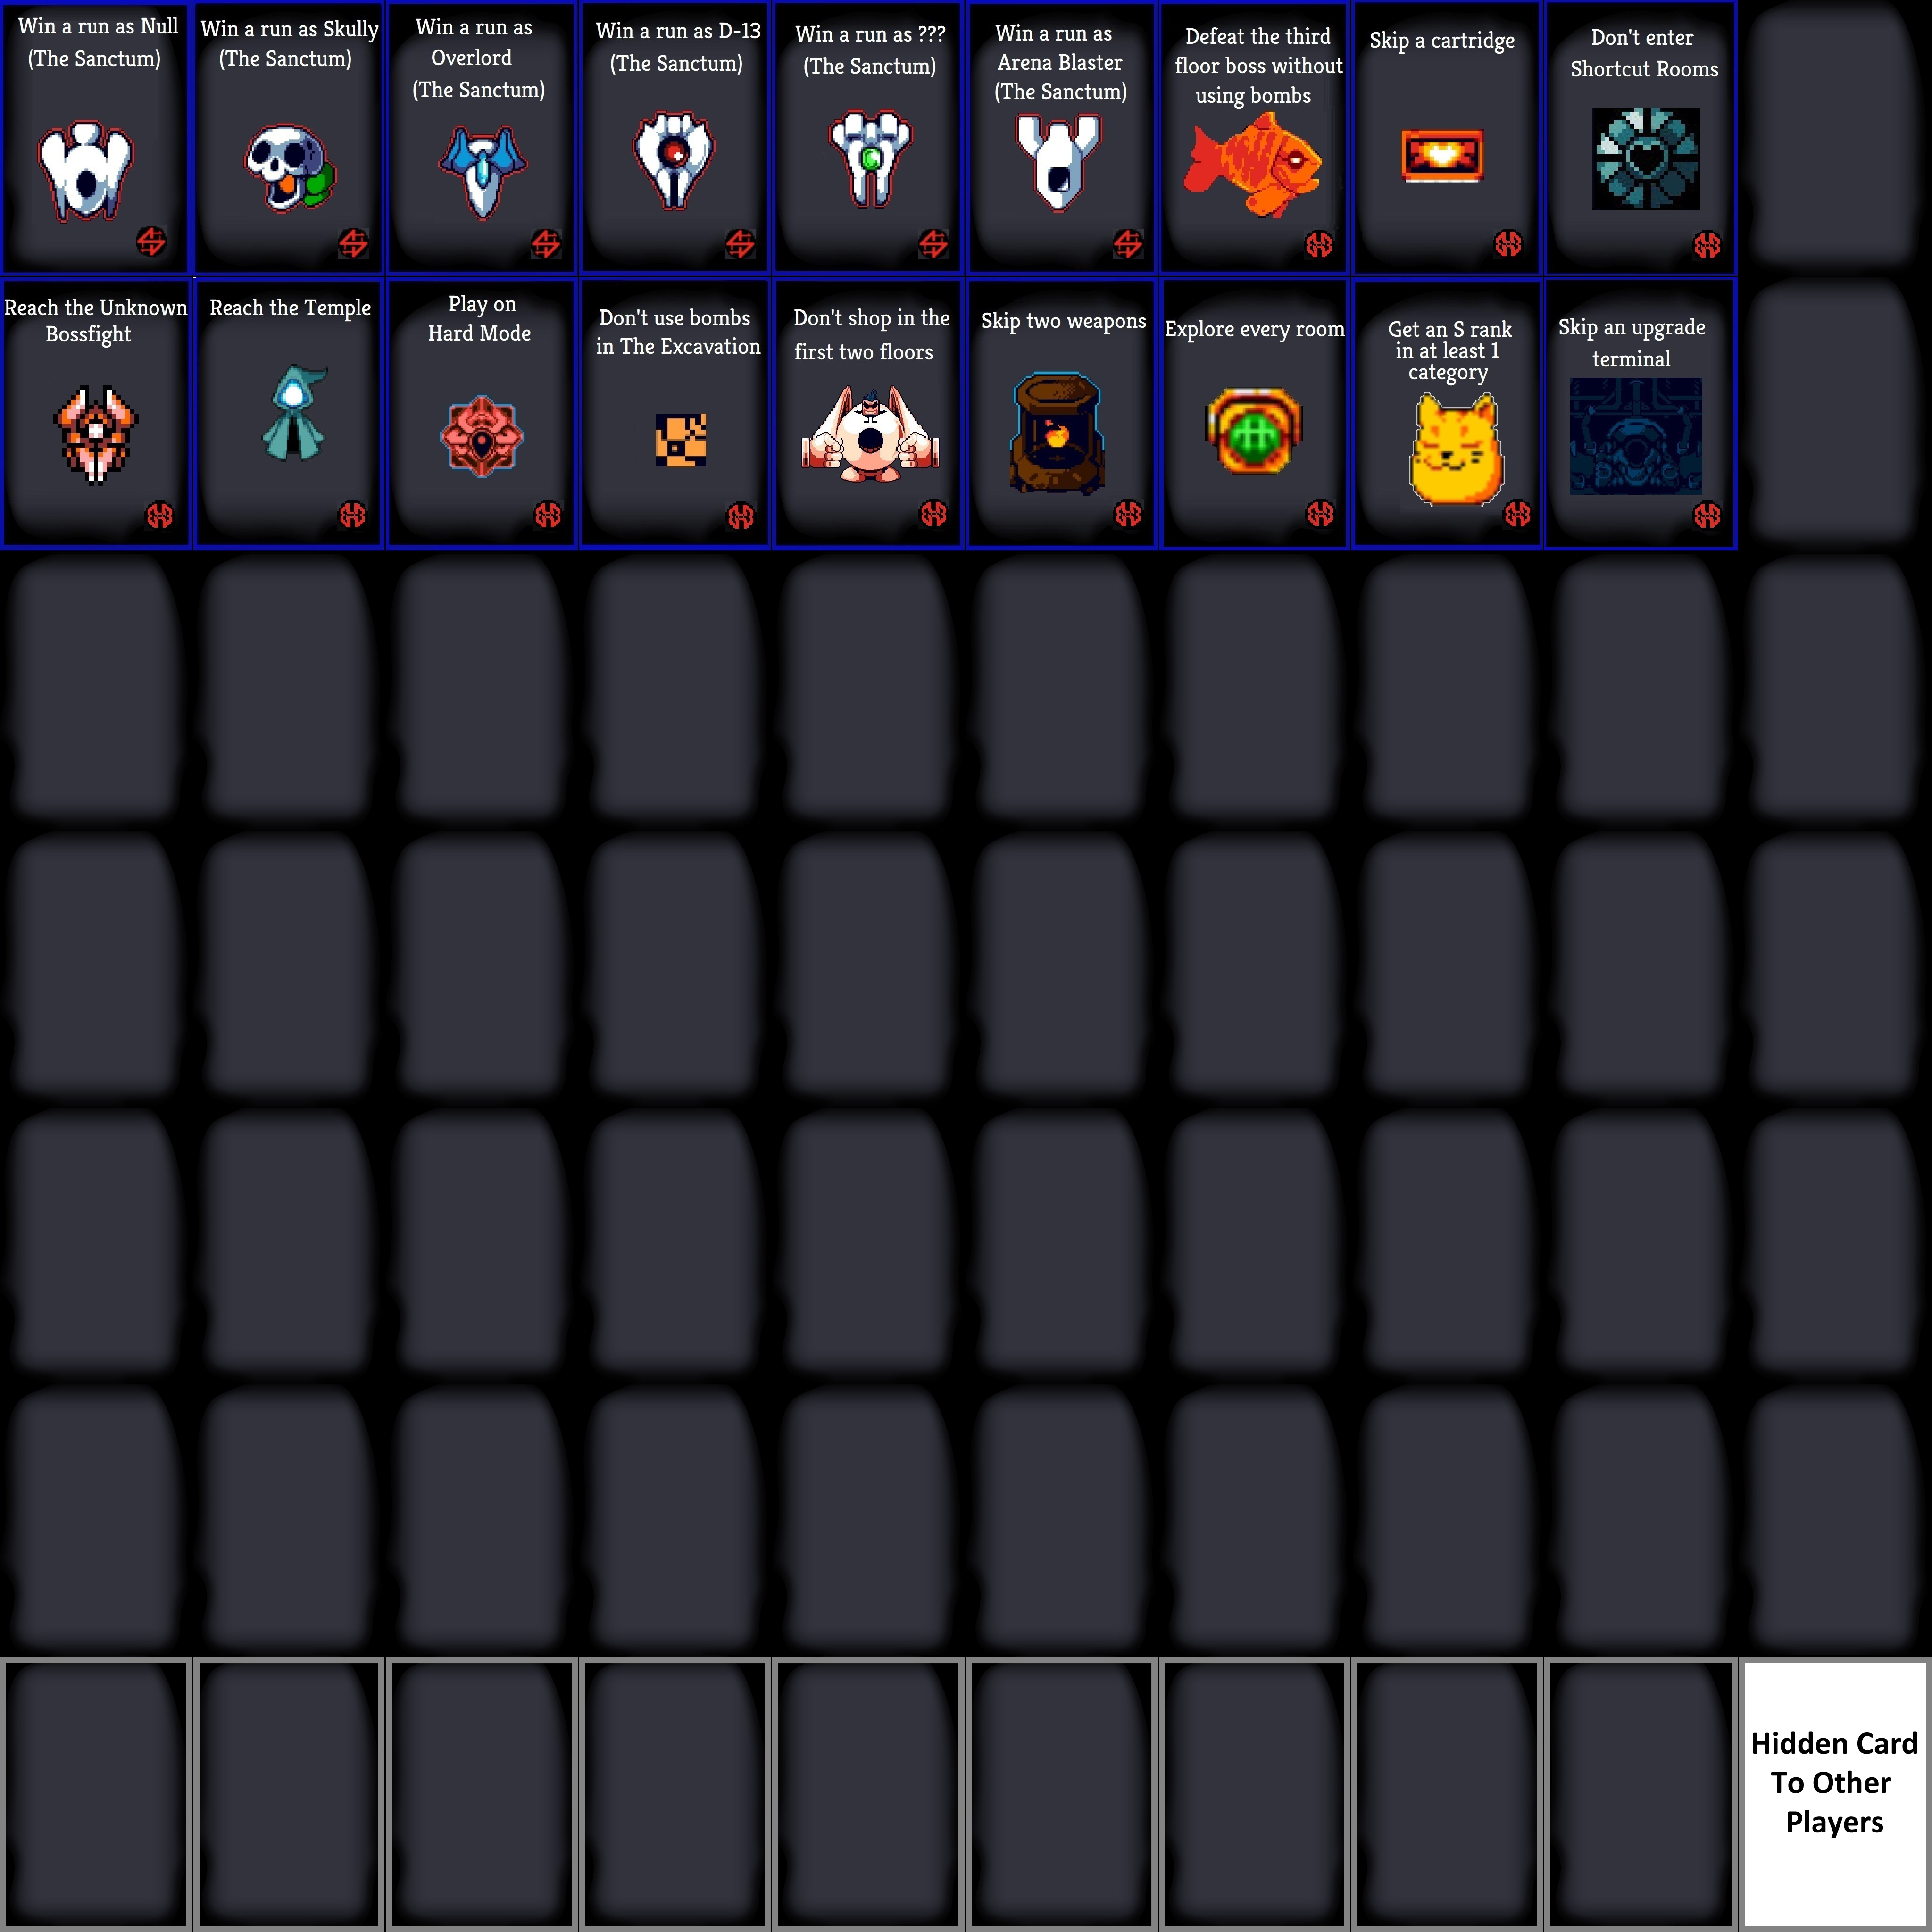 Win a run as Null
(The Sanctum)
Win a run as Skully
(The Sanctum)
Win a run as
Overlord
(The Sanctum)
Win a run as D-13
(The Sanctum)
Win a run as ???
(The Sanctum)
Win a run as
Arena Blaster
(The Sanctum)
Defeat the third
floor boss without
using bombs
Skip a cartridge
Don't enter
Shortcut Rooms
Reach the Unknown
Bossfight
Reach the Temple
Play on
Hard Mode
Don't use bombs
in The Excavation
Don't shop in the
first two floors
Skip two weapons
Explore every room
Get an S rank
in at least 1
category
Skip an upgrade
terminal
Hidden Card
To Other
Players